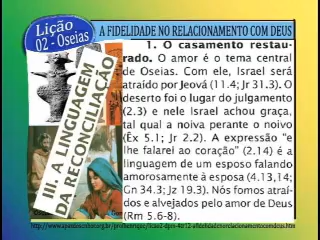 Lição
02 - Oseias
A FIDELIDADE NO RELACIONAMENTO COM DEUS
III. A LINGUAGEM
DA RECONCILIAÇÃO
1. O casamento restau-
rado. O amor é o tema central
de Oseias. Com ele, Israel será
atraído por Jeová (11.4; Jr 31.3). O
deserto foi o lugar do julgamento
(2.3) e nele Israel achou graça,
tal qual a noiva perante o noivo
(Êx 5.1; Jr 2.2). A expressão "e
lhe falarei ao coração" (2.14) é a
linguagem de um esposo falando
amorosamente à esposa (4.13,14;
Gn 34.3; Jz 19.3). Nós fomos atraí-
dos e alvejados pelo amor de Deus
(Rm 5.6-8).